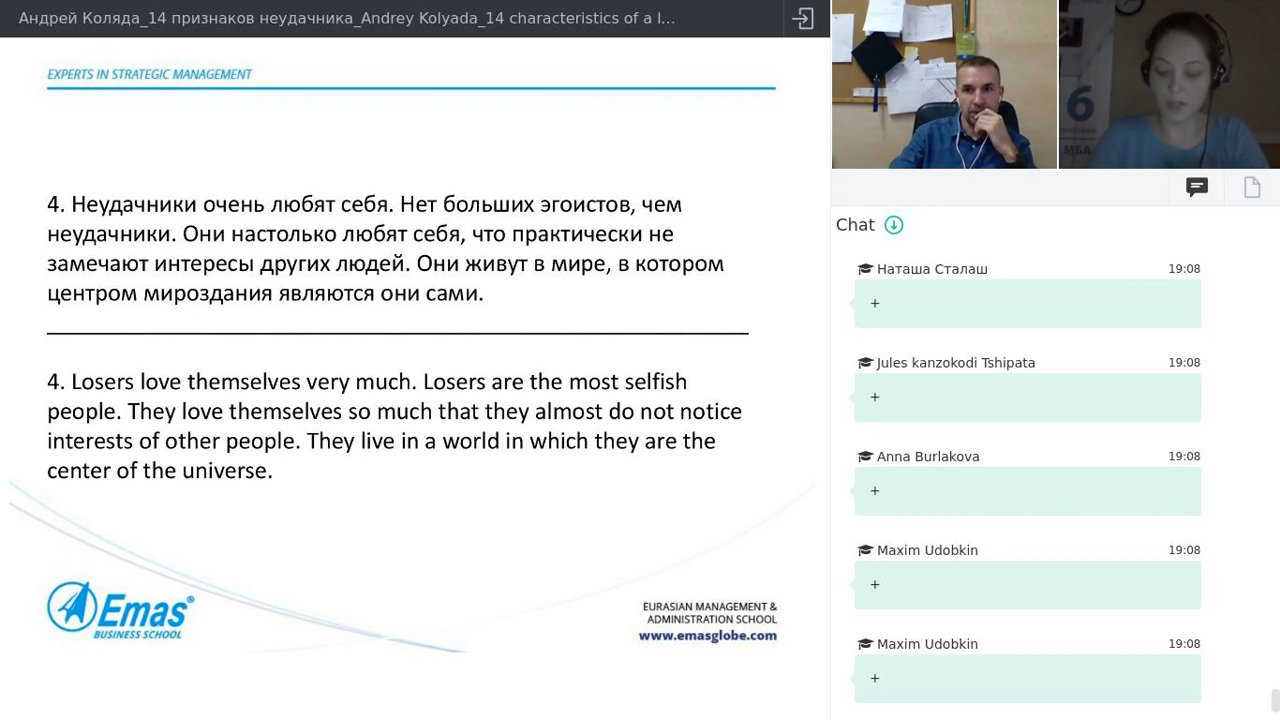 Андрей Коляда_14 признаков неудачника_Andrey Kolyada_14 characteristics of a l...
EXPERTS IN STRATEGIC MANAGEMENT
4. Неудачники очень любят себя. Нет больших эгоистов, чем
неудачники. Они настолько любят себя, что практически не
замечают интересы других людей. Они живут в мире, в котором
центром мироздания являются они сами.
4. Losers love themselves very much. Losers are the most selfish
people. They love themselves so much that they almost do not notice
interests of other people. They live in a world in which they are the
center of the universe.
Emas®
BUSINESS SCHOOL
EURASIAN MANAGEMENT &
ADMINISTRATION SCHOOL
www.emasglobe.com
6
МБА
Chat
Наташа Сталаш 19:08
+
Jules kanzokodi Tshipata 19:08
+
Anna Burlakova 19:08
+
Maxim Udobkin 19:08
+
Maxim Udobkin 19:08
+